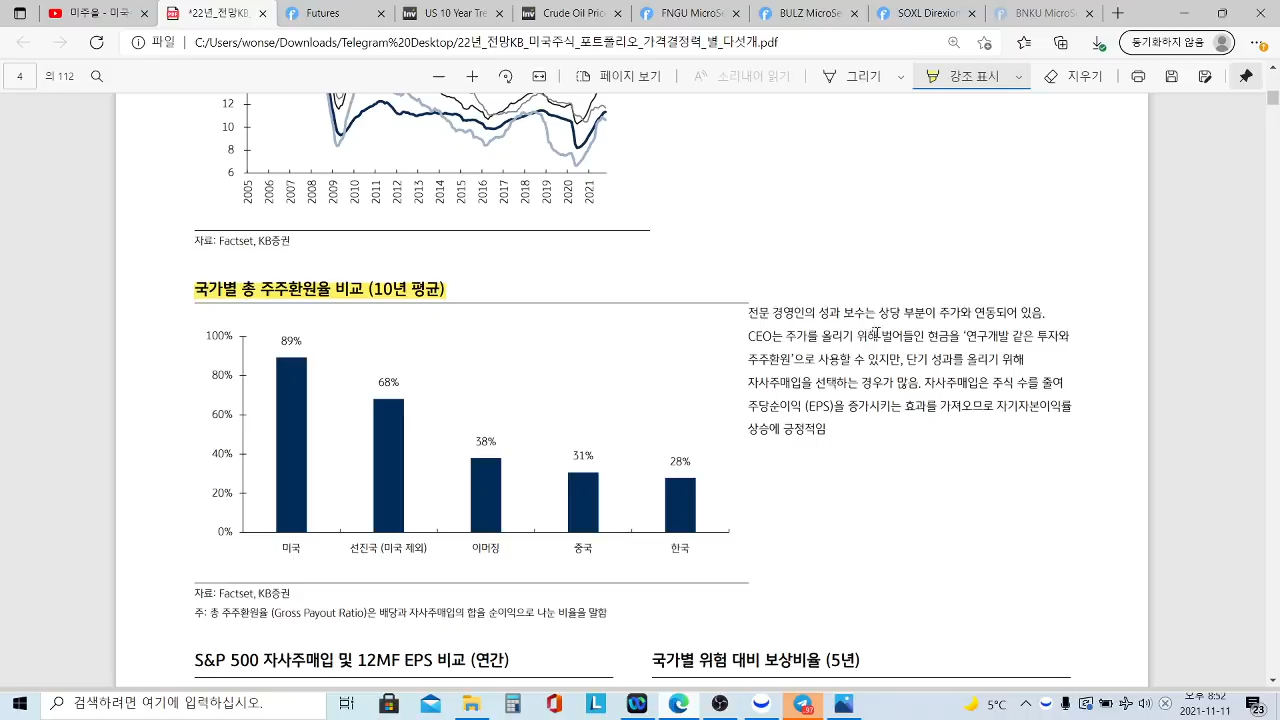 미주은 - 미국
*22년_전망KB_
Futures
US 10 Year Tre
Crude Oil Pric
FNGU MicroSe
BULZ MicroSe
SOXL Direxion
BNKU MicroSe
파일 C:/Users/wonse/Downloads/Telegram%20Desktop/22년_전망KB_미국주식_포트폴리오_가격결정력_별_다섯개.pdf
동기화하지 않음
4 의 112
페이지 보기
소리내어 읽기
그리기
강조 표시
지우기
12
10
8
6
2005 2006 2007 2008 2009 2010 2011 2012 2013 2014 2015 2016 2017 2018 2019 2020 2021
자료: Factset, KB증권
국가별 총 주주환원율 비교 (10년 평균)
100%
80%
60%
40%
20%
0%
89%
68%
38%
31%
28%
미국 선진국 (미국 제외) 이머징 중국 한국
전문 경영인의 성과 보수는 상당 부분이 주가와 연동되어 있음.
CEO는 주가를 올리기 위해 벌어들인 현금을 ‘연구개발 같은 투자와
주주환원’으로 사용할 수 있지만, 단기 성과를 올리기 위해
자사주매입을 선택하는 경우가 많음. 자사주매입은 주식 수를 줄여
주당순이익 (EPS)을 증가시키는 효과를 가져오므로 자기자본이익률
상승에 긍정적임
자료: Factset, KB증권
주: 총 주주환원율 (Gross Payout Ratio)은 배당과 자사주매입의 합을 순이익으로 나눈 비율을 말함
S&P 500 자사주매입 및 12MF EPS 비교 (연간)
국가별 위험 대비 보상비율 (5년)
검색하려면 여기에 입력하십시오.
97
5°C
오후 8:52
2021-11-11
23